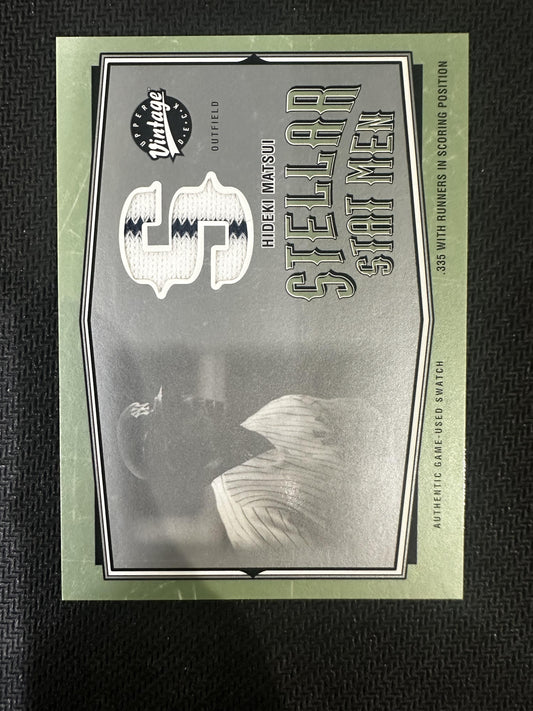 UPPER DECK
Vintage
OUTFIELD
S
HIDEKI MATSUI
STELLAR
STAT MEN
AUTHENTIC GAME-USED SWATCH
.335 WITH RUNNERS IN SCORING POSITION
NY